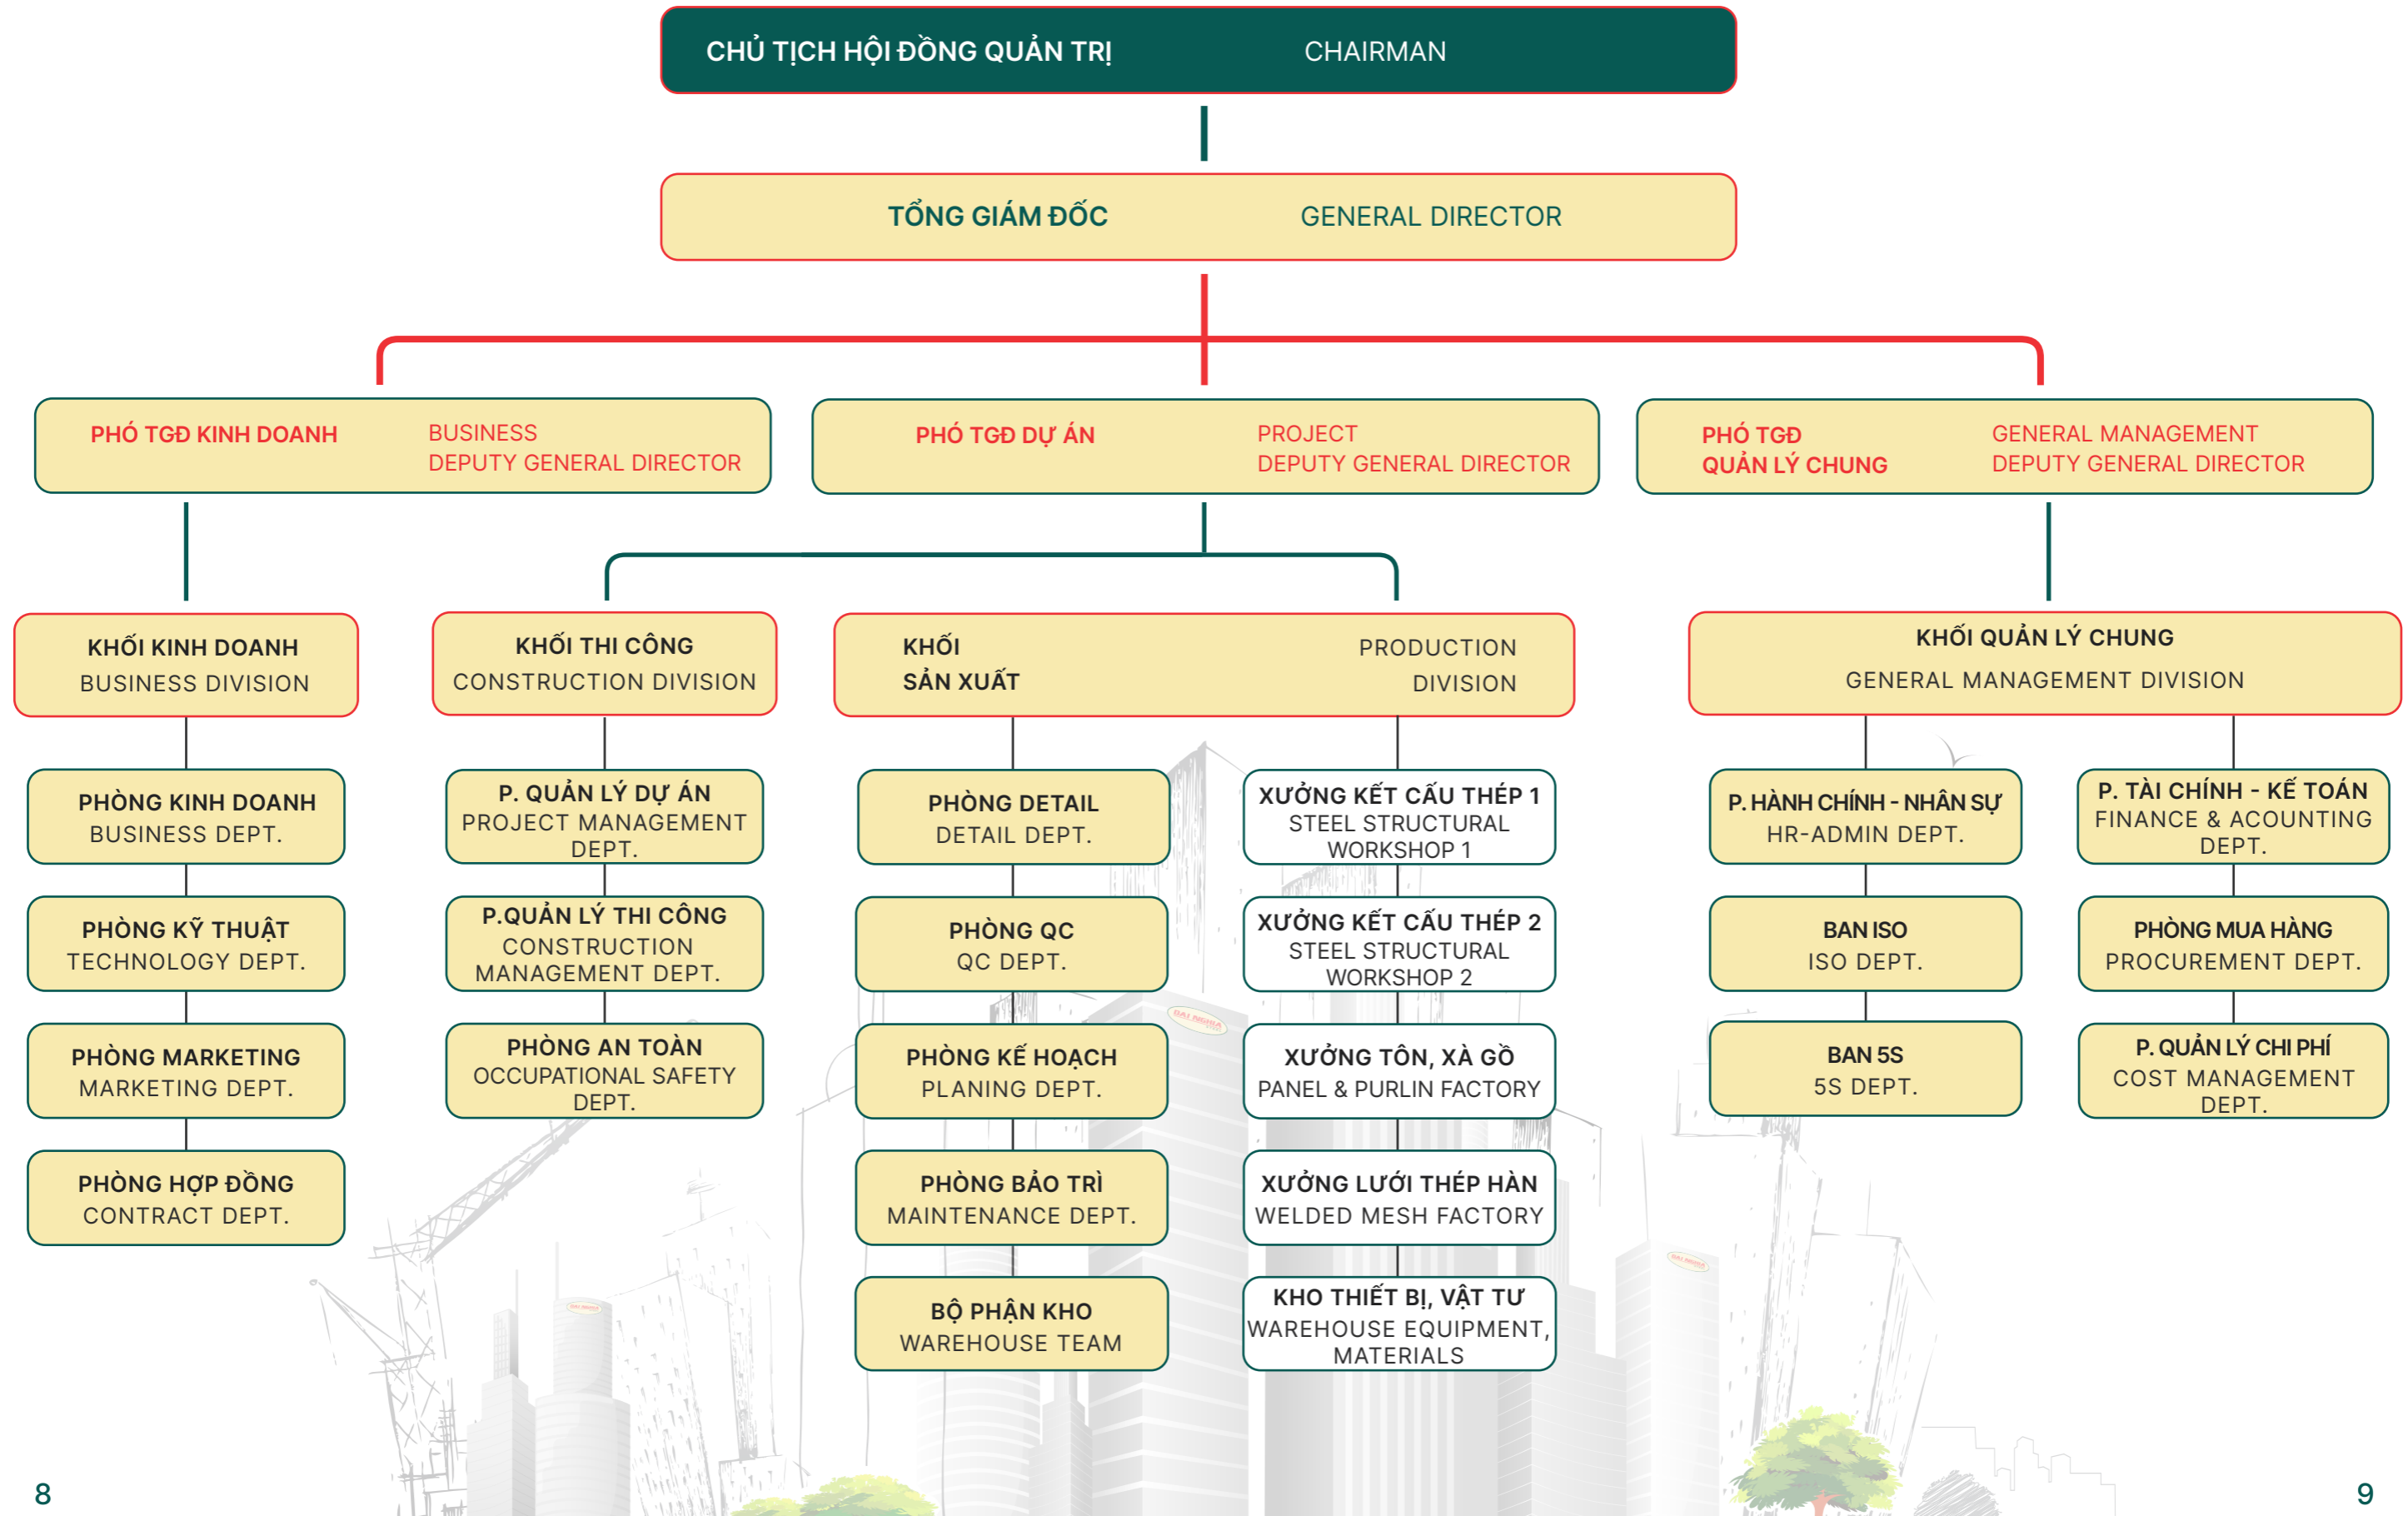 CHỦ TỊCH HỘI ĐỒNG QUẢN TRỊ
CHAIRMAN
TỔNG GIÁM ĐỐC
GENERAL DIRECTOR
PHÓ TGĐ KINH DOANH
BUSINESS
DEPUTY GENERAL DIRECTOR
PHÓ TGĐ DỰ ÁN
PROJECT
DEPUTY GENERAL DIRECTOR
PHÓ TGĐ
QUẢN LÝ CHUNG
GENERAL MANAGEMENT
DEPUTY GENERAL DIRECTOR
KHỐI KINH DOANH
BUSINESS DIVISION
PHÒNG KINH DOANH
BUSINESS DEPT.
PHÒNG KỸ THUẬT
TECHNOLOGY DEPT.
PHÒNG MARKETING
MARKETING DEPT.
PHÒNG HỢP ĐỒNG
CONTRACT DEPT.
KHỐI THI CÔNG
CONSTRUCTION DIVISION
P. QUẢN LÝ DỰ ÁN
PROJECT MANAGEMENT
DEPT.
P.QUẢN LÝ THI CÔNG
CONSTRUCTION
MANAGEMENT DEPT.
PHÒNG AN TOÀN
OCCUPATIONAL SAFETY
DEPT.
KHỐI
SẢN XUẤT
PRODUCTION
DIVISION
PHÒNG DETAIL
DETAIL DEPT.
PHÒNG QC
QC DEPT.
PHÒNG KẾ HOẠCH
PLANING DEPT.
PHÒNG BẢO TRÌ
MAINTENANCE DEPT.
BỘ PHẬN KHO
WAREHOUSE TEAM
XƯỞNG KẾT CẤU THÉP 1
STEEL STRUCTURAL
WORKSHOP 1
XƯỞNG KẾT CẤU THÉP 2
STEEL STRUCTURAL
WORKSHOP 2
XƯỞNG TÔN, XÀ GỒ
PANEL & PURLIN FACTORY
XƯỞNG LƯỚI THÉP HÀN
WELDED MESH FACTORY
KHO THIẾT BỊ, VẬT TƯ
WAREHOUSE EQUIPMENT,
MATERIALS
KHỐI QUẢN LÝ CHUNG
GENERAL MANAGEMENT DIVISION
P. HÀNH CHÍNH - NHÂN SỰ
HR-ADMIN DEPT.
BAN ISO
ISO DEPT.
BAN 5S
5S DEPT.
P. TÀI CHÍNH - KẾ TOÁN
FINANCE & ACOUNTING
DEPT.
PHÒNG MUA HÀNG
PROCUREMENT DEPT.
P. QUẢN LÝ CHI PHÍ
COST MANAGEMENT
DEPT.
DAI NGHIA
DAI NGHIA
DAI NGHIA
8
9